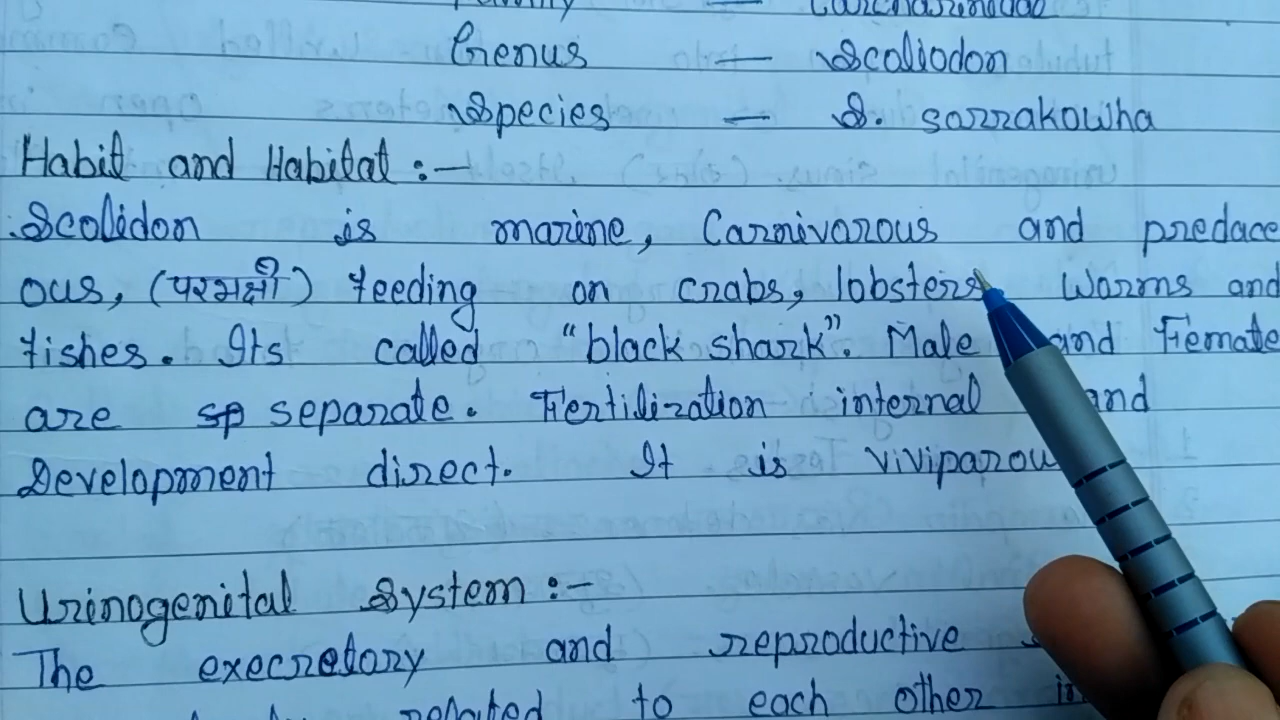 Genus — Scoliodon
Species — S. sorrakowha
Habit and Habitat :-
Scolidon is marine, Carnivorous and predace
ous, (परभक्षी) feeding on crabs, lobsters Worms and
fishes. Its called "black shark". Male and Female
are sp separate. Fertilization internal and
Development direct. It is viviparou
Urinogenital System :-
The execretory and reproductive
related to each other in